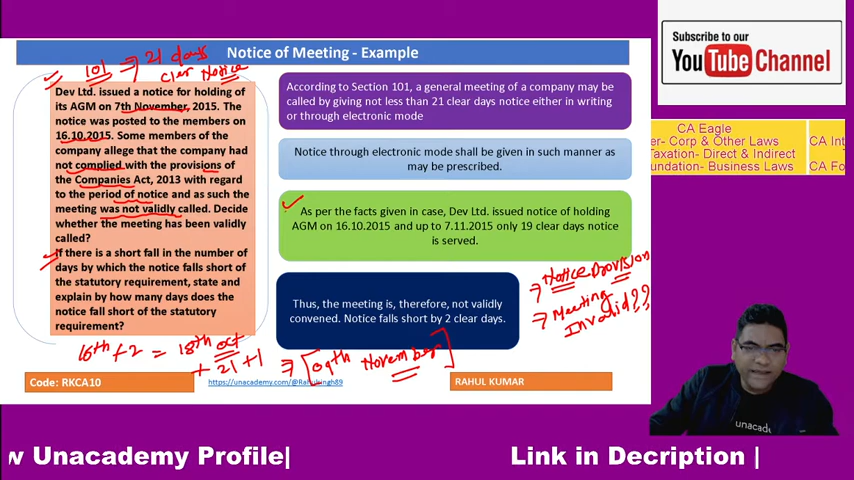 Subscribe to our
YouTube Channel
Notice of Meeting - Example
101 ⇒ 21 days
Clear Notice
Dev Ltd. issued a notice for holding of
its AGM on 7th November, 2015. The
notice was posted to the members on
16.10.2015. Some members of the
company allege that the company had
not complied with the provisions of
the Companies Act, 2013 with regard
to the period of notice and as such the
meeting was not validly called. Decide
whether the meeting has been validly
called?
If there is a short fall in the number of
days by which the notice falls short of
the statutory requirement, state and
explain by how many days does the
notice fall short of the statutory
requirement?
According to Section 101, a general meeting of a company may be
called by giving not less than 21 clear days notice either in writing
or through electronic mode
Notice through electronic mode shall be given in such manner as
may be prescribed.
As per the facts given in case, Dev Ltd. issued notice of holding
AGM on 16.10.2015 and up to 7.11.2015 only 19 clear days notice
is served.
Thus, the meeting is, therefore, not validly
convened. Notice falls short by 2 clear days.
⇒ Notice Provision
⇒ Meeting
Invalid??
16th + 2 = 18th oct
+ 21 + 1 ⇒ [09th November]
CA Eagle
er- Corp & Other Laws
Taxation- Direct & Indirect
undation- Business Laws
CA Int
CA Fo
Code: RKCA10
https://unacademy.com/@Rahulsingh89
RAHUL KUMAR
unacade
w Unacademy Profile|
Link in Decription |